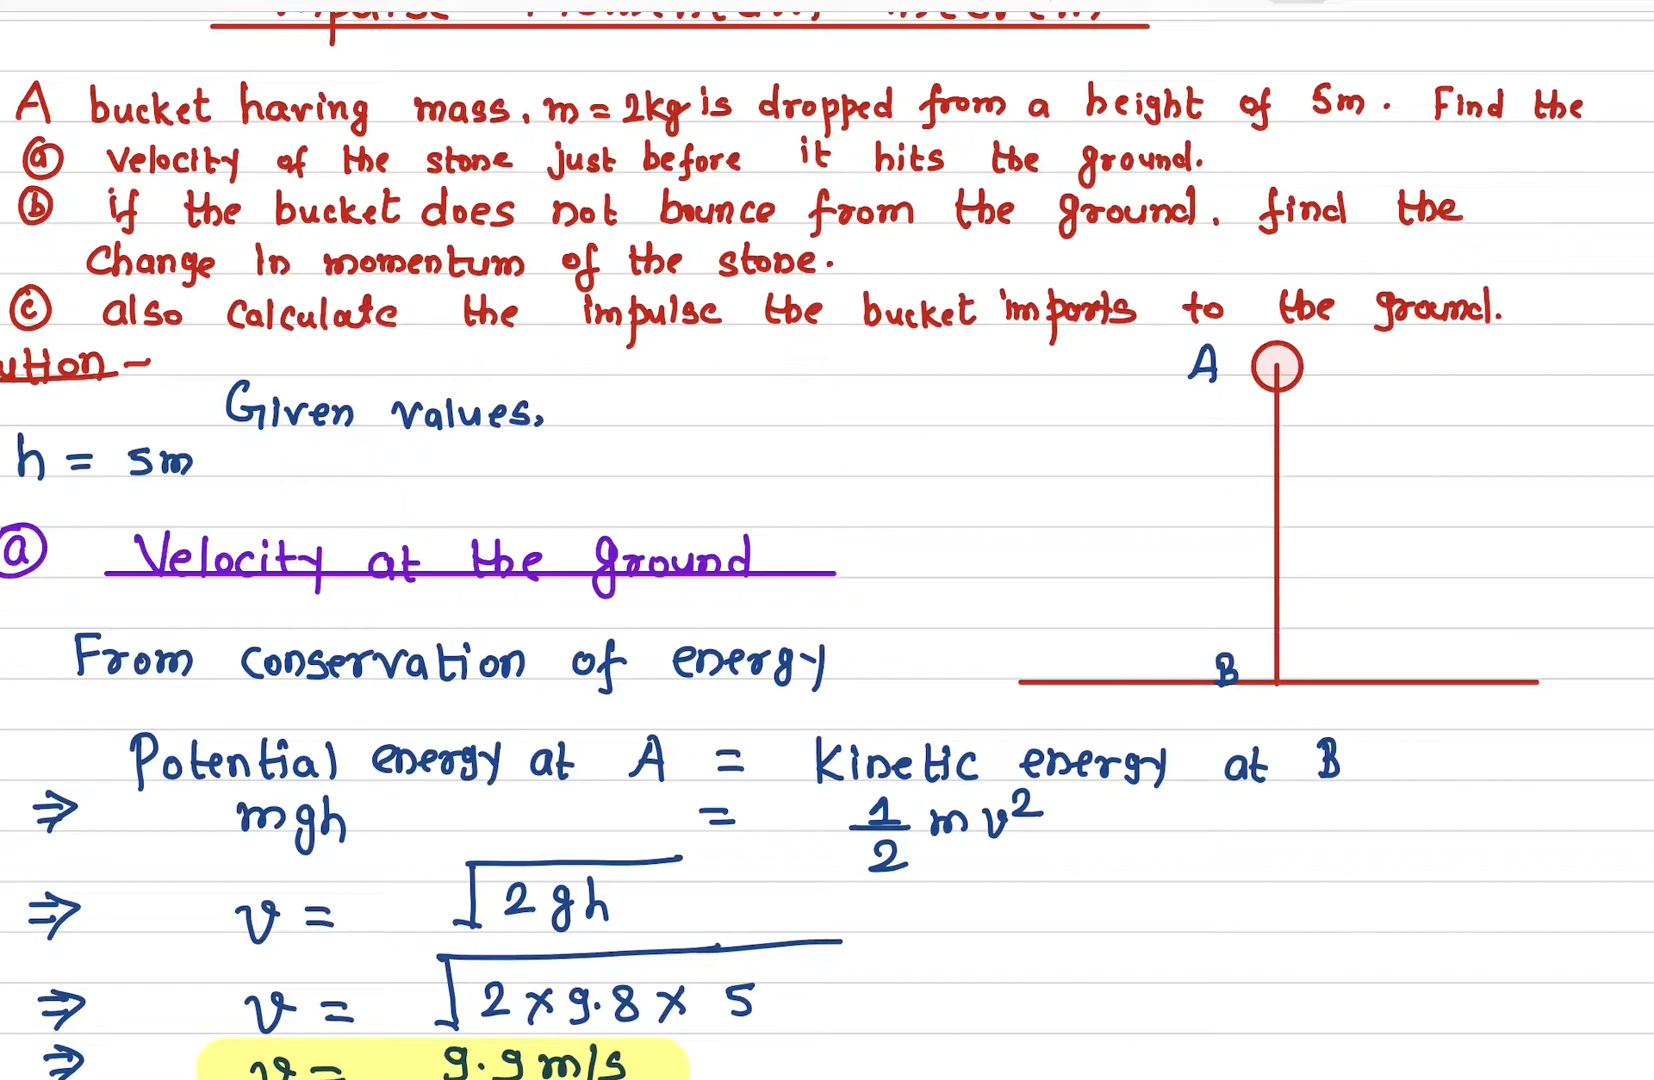 A bucket having mass, m = 2kg is dropped from a height of 5m. Find the
ⓐ velocity of the stone just before it hits the ground.
ⓑ if the bucket does not bounce from the ground, find the
change in momentum of the stone.
ⓒ also calculate the impulse the bucket imparts to the ground.
ution -
A
Given values,
h = 5m
ⓐ Velocity at the ground
From conservation of energy
B
Potential energy at A = Kinetic energy at B
⇒ mgh = 1/2 mv²
⇒ v = √2gh
⇒ v = √2 × 9.8 × 5
⇒ v = 9.9 m/s